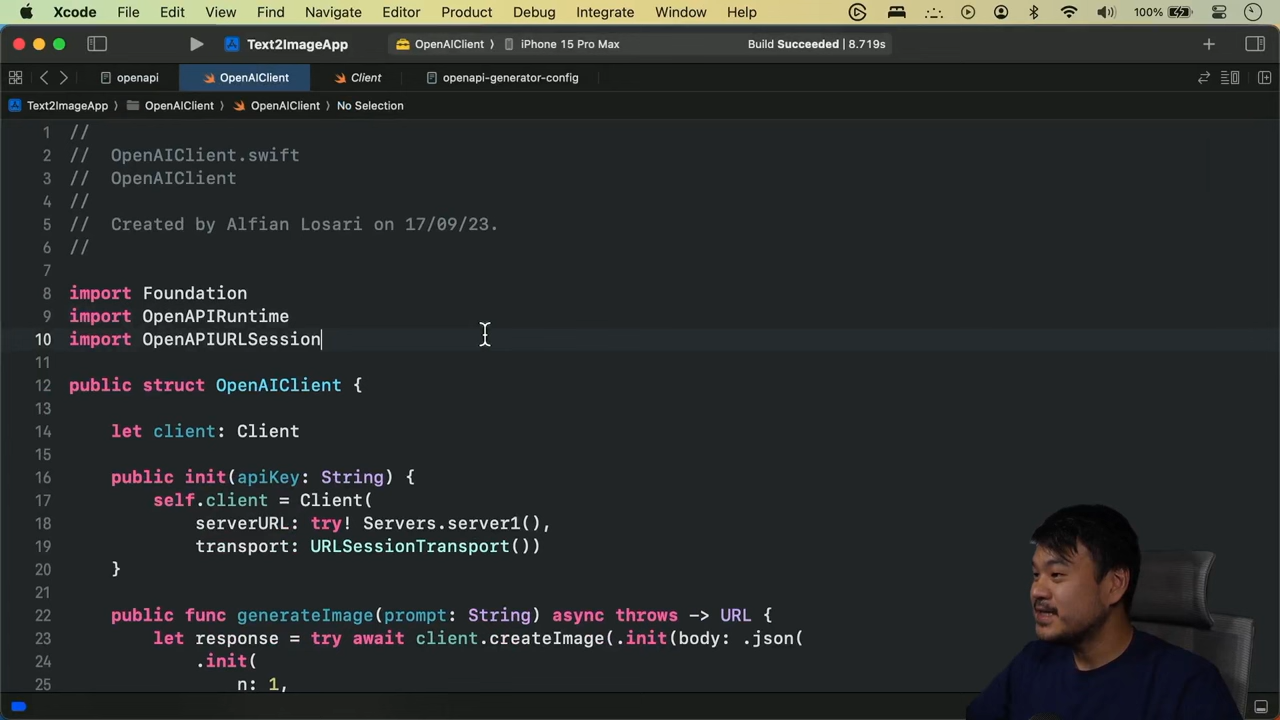 Xcode File Edit View Find Navigate Editor Product Debug Integrate Window Help 100%
Text2ImageApp OpenAIClient 〉 iPhone 15 Pro Max Build Succeeded | 8.719s
openapi OpenAIClient Client openapi-generator-config
Text2ImageApp 〉 OpenAIClient 〉 OpenAIClient 〉 No Selection
1 //
2 //  OpenAIClient.swift
3 //  OpenAIClient
4 //
5 //  Created by Alfian Losari on 17/09/23.
6 //
7
8 import Foundation
9 import OpenAPIRuntime
10 import OpenAPIURLSession
11
12 public struct OpenAIClient {
13
14     let client: Client
15
16     public init(apiKey: String) {
17         self.client = Client(
18             serverURL: try! Servers.server1(),
19             transport: URLSessionTransport())
20     }
21
22     public func generateImage(prompt: String) async throws -> URL {
23         let response = try await client.createImage(.init(body: .json(
24             .init(
25                 n: 1,